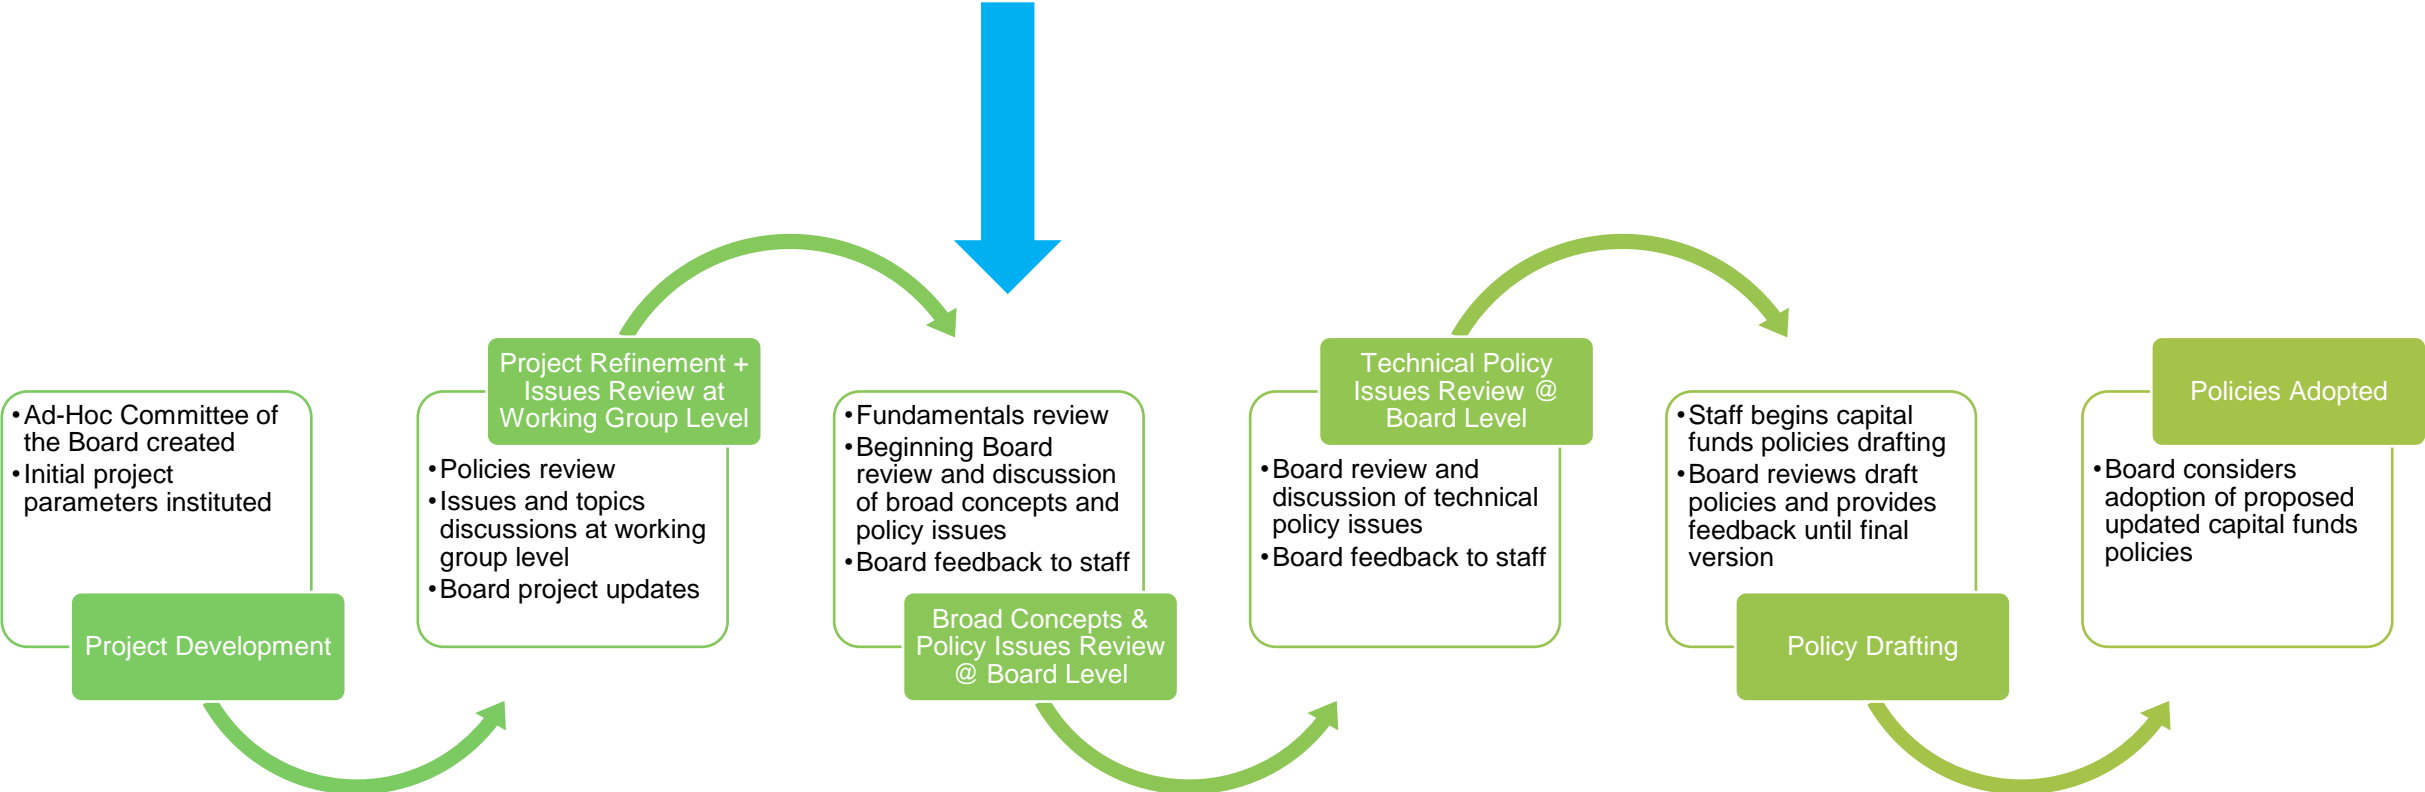 •Ad-Hoc Committee of
the Board created
•Initial project
parameters instituted
Project Development
Project Refinement +
Issues Review at
Working Group Level
•Policies review
•Issues and topics
discussions at working
group level
•Board project updates
•Fundamentals review
•Beginning Board
review and discussion
of broad concepts and
policy issues
•Board feedback to staff
Broad Concepts &
Policy Issues Review
@ Board Level
Technical Policy
Issues Review @
Board Level
•Board review and
discussion of technical
policy issues
•Board feedback to staff
•Staff begins capital
funds policies drafting
•Board reviews draft
policies and provides
feedback until final
version
Policy Drafting
Policies Adopted
•Board considers
adoption of proposed
updated capital funds
policies